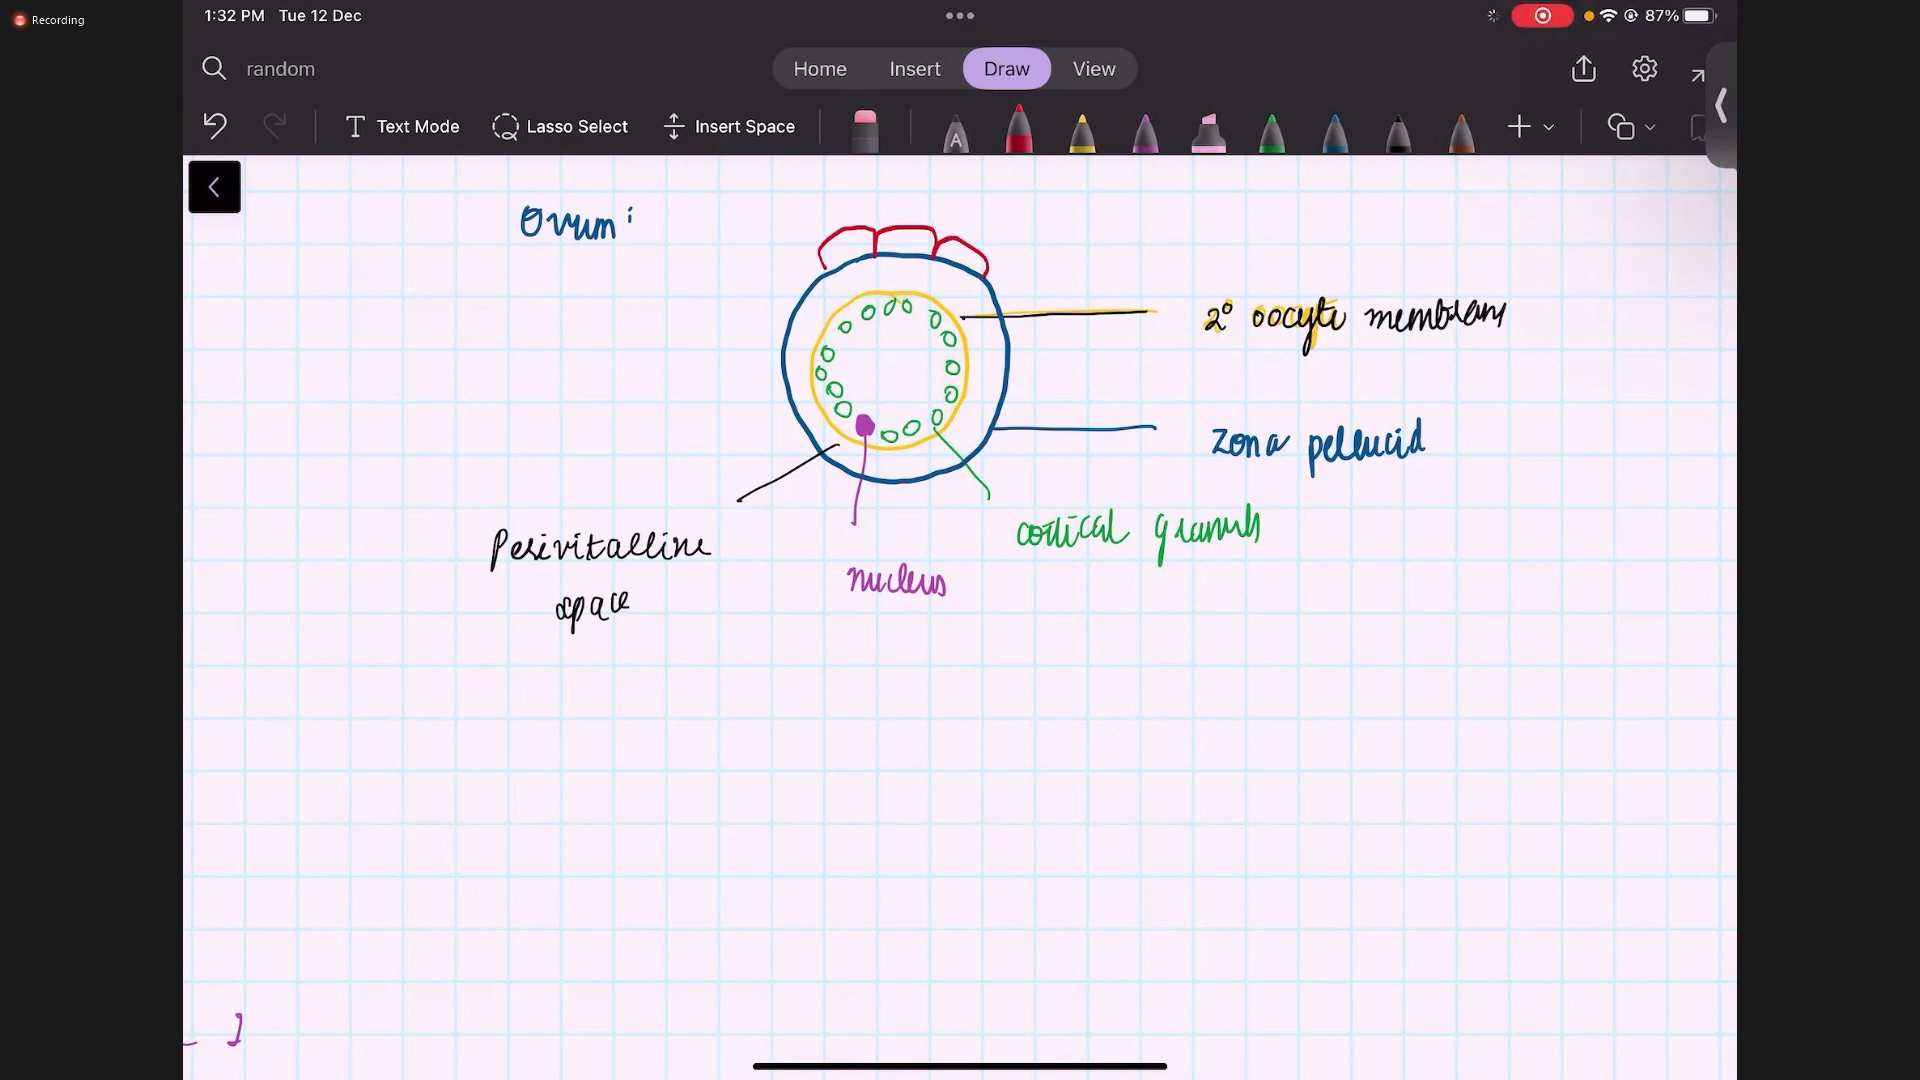 Recording
1:32 PM Tue 12 Dec
87%
random
Home Insert Draw View
Text Mode Lasso Select Insert Space
A
Ovum:
2° oocyte membrane
Zona pellucid
cortical granuls
Perivitalline
space
nucleus